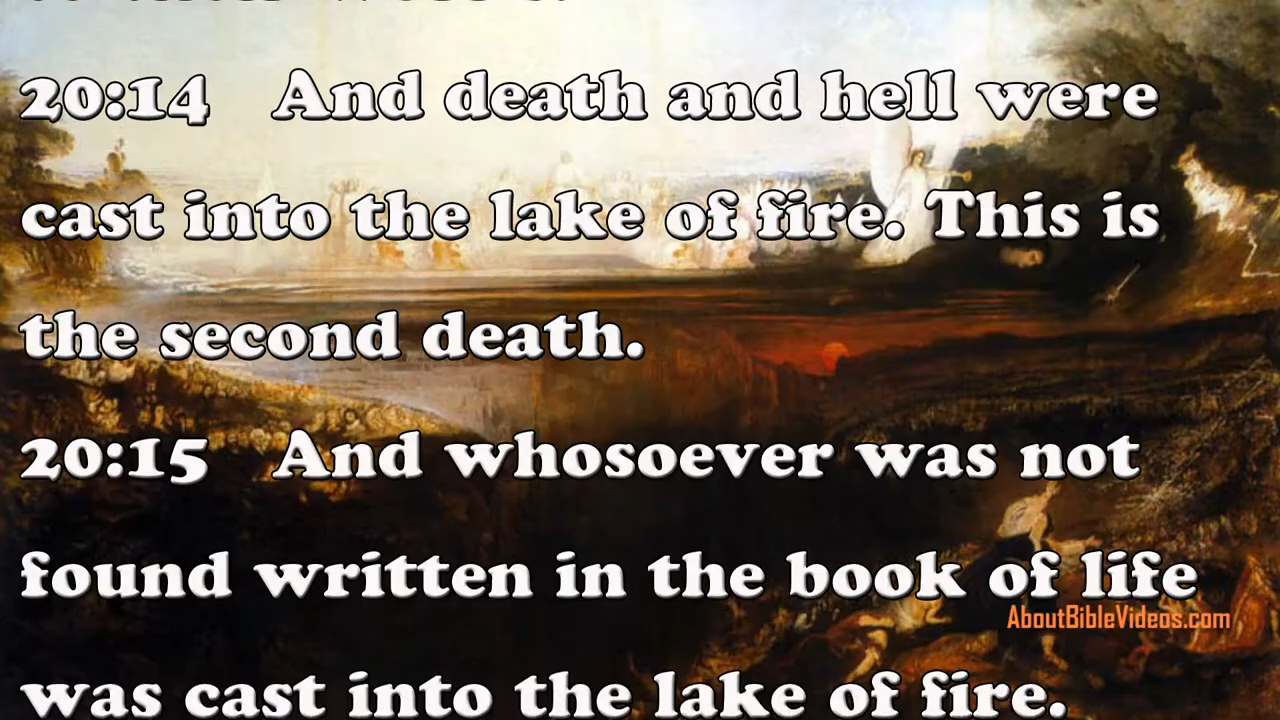 20:14 And death and hell were
cast into the lake of fire. This is
the second death.
20:15 And whosoever was not
found written in the book of life
AboutBibleVideos.com
was cast into the lake of fire.